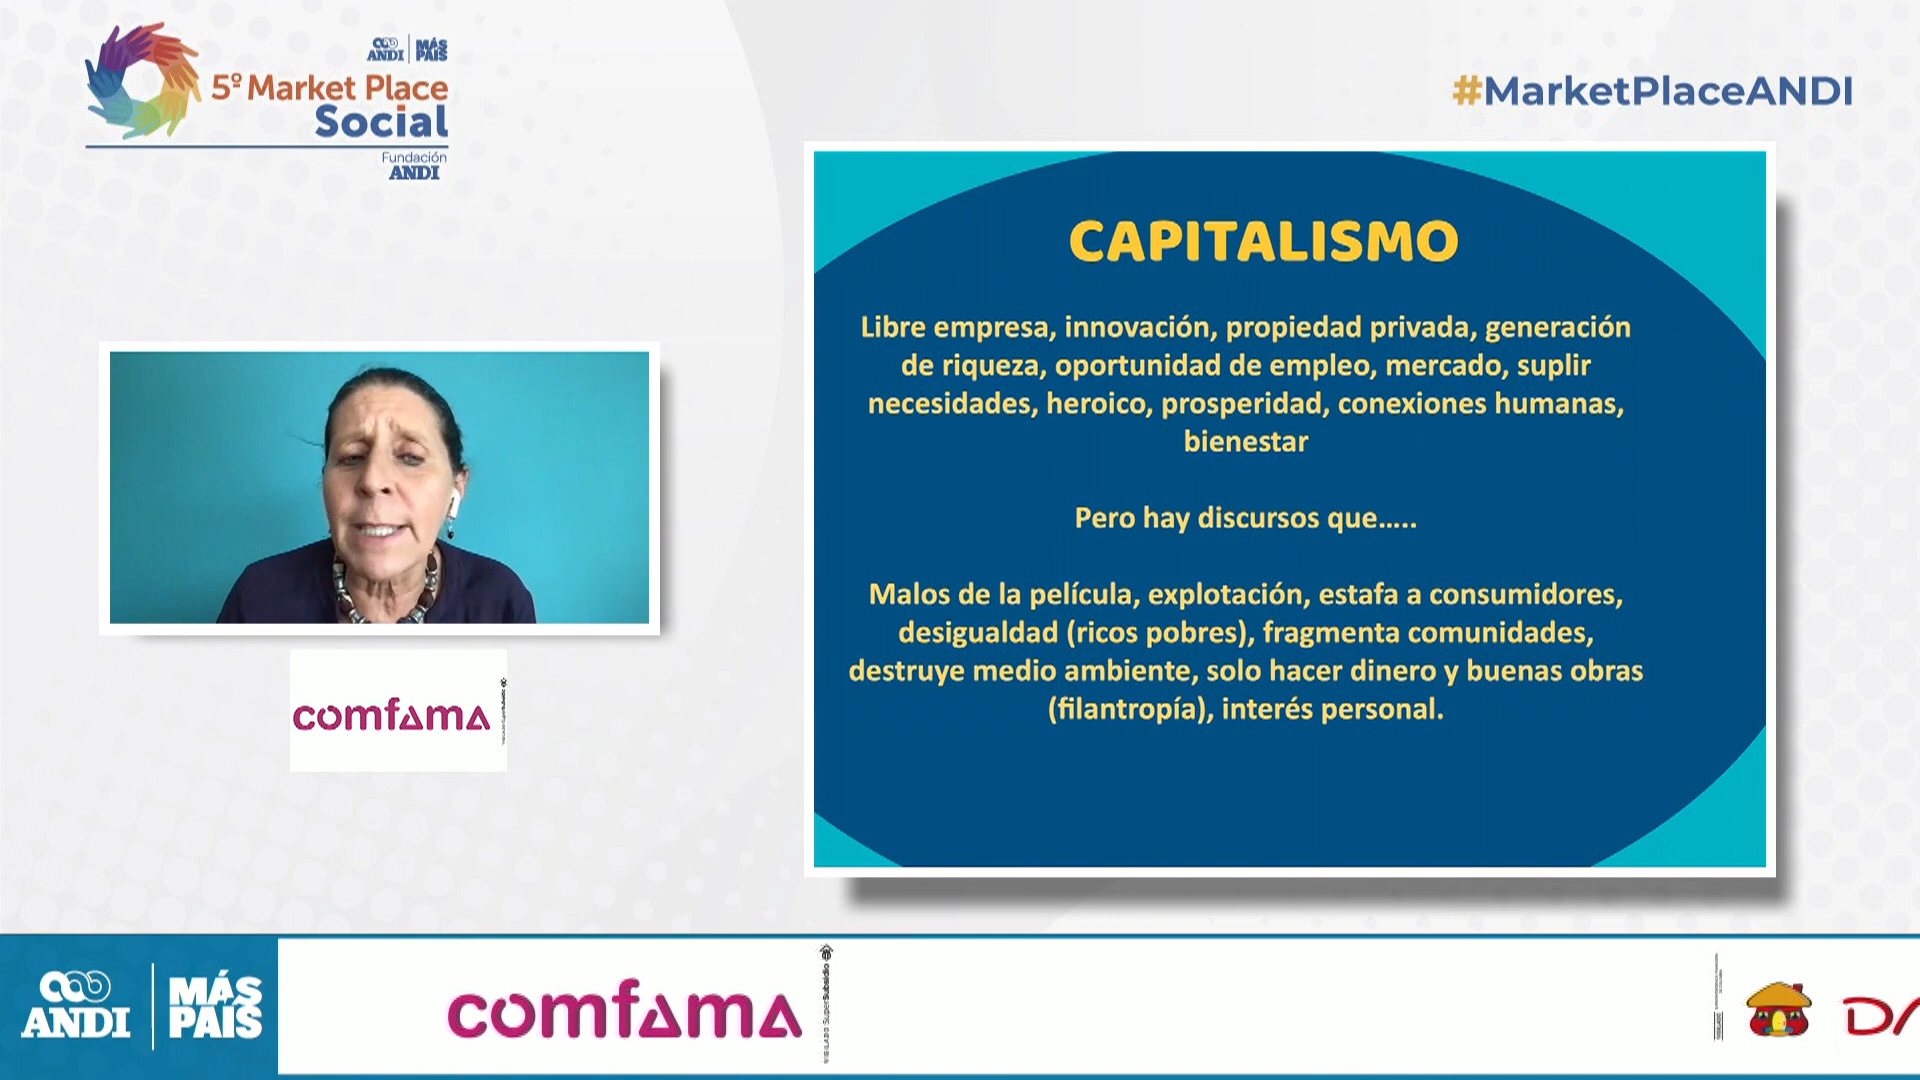 ANDI MÁS PAÍS
5º Market Place
Social
Fundación
ANDI
#MarketPlaceANDI
CAPITALISMO
Libre empresa, innovación, propiedad privada, generación
de riqueza, oportunidad de empleo, mercado, suplir
necesidades, heroico, prosperidad, conexiones humanas,
bienestar
Pero hay discursos que.....
Malos de la película, explotación, estafa a consumidores,
desigualdad (ricos pobres), fragmenta comunidades,
destruye medio ambiente, solo hacer dinero y buenas obras
(filantropía), interés personal.
comfama
ANDI
MÁS
PAÍS
comfama
VIGILADO SuperSubsidio
DA